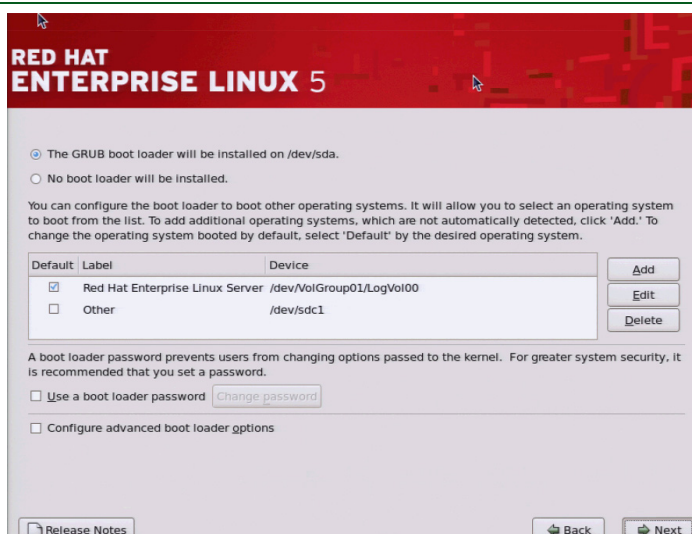 RED HAT
ENTERPRISE LINUX 5
The GRUB boot loader will be installed on /dev/sda.
No boot loader will be installed.
You can configure the boot loader to boot other operating systems. It will allow you to select an operating system
to boot from the list. To add additional operating systems, which are not automatically detected, click 'Add.' To
change the operating system booted by default, select 'Default' by the desired operating system.
Default Label Device
Red Hat Enterprise Linux Server /dev/VolGroup01/LogVol00
Other /dev/sdc1
Add
Edit
Delete
A boot loader password prevents users from changing options passed to the kernel. For greater system security, it
is recommended that you set a password.
Use a boot loader password Change password
Configure advanced boot loader options
Release Notes Back Next